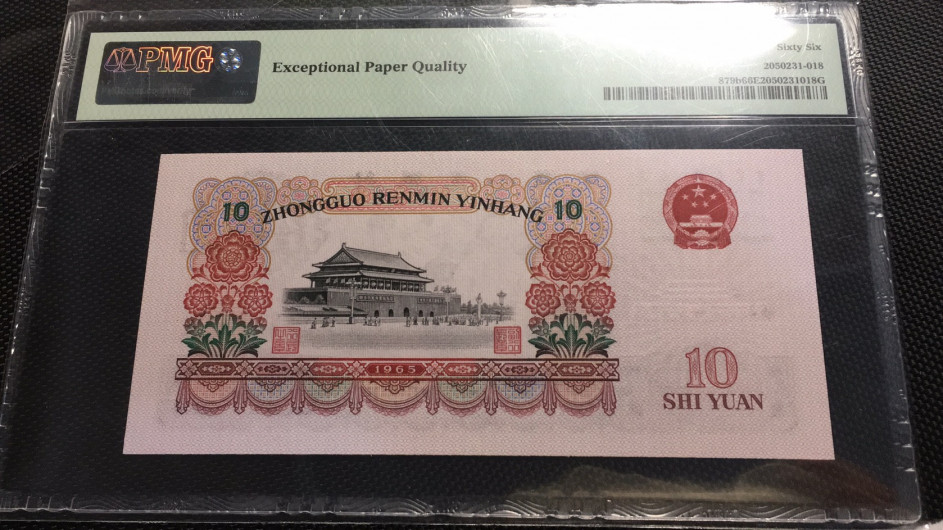 PMG
Exceptional Paper Quality
Sixty Six
2050231-018
879b66E2050231018G
10 ZHONGGUO RENMIN YINHANG 10
1965
10
SHI YUAN